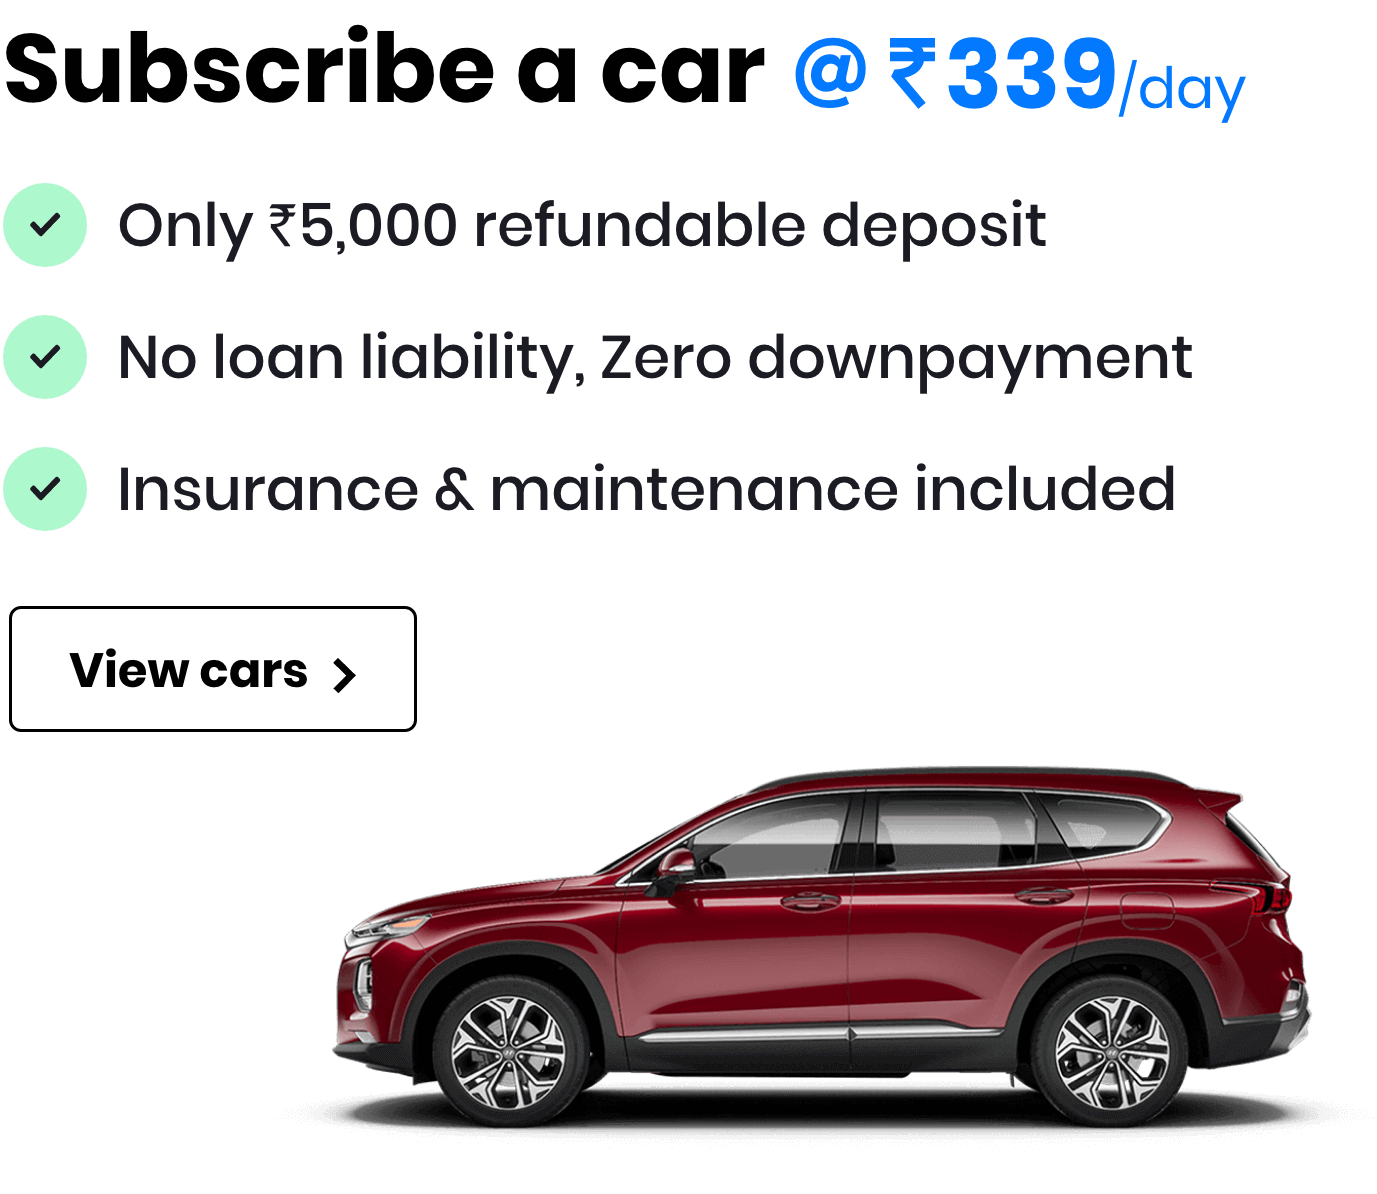 Subscribe a car @ ₹339/day
Only ₹5,000 refundable deposit
No loan liability, Zero downpayment
Insurance & maintenance included
View cars